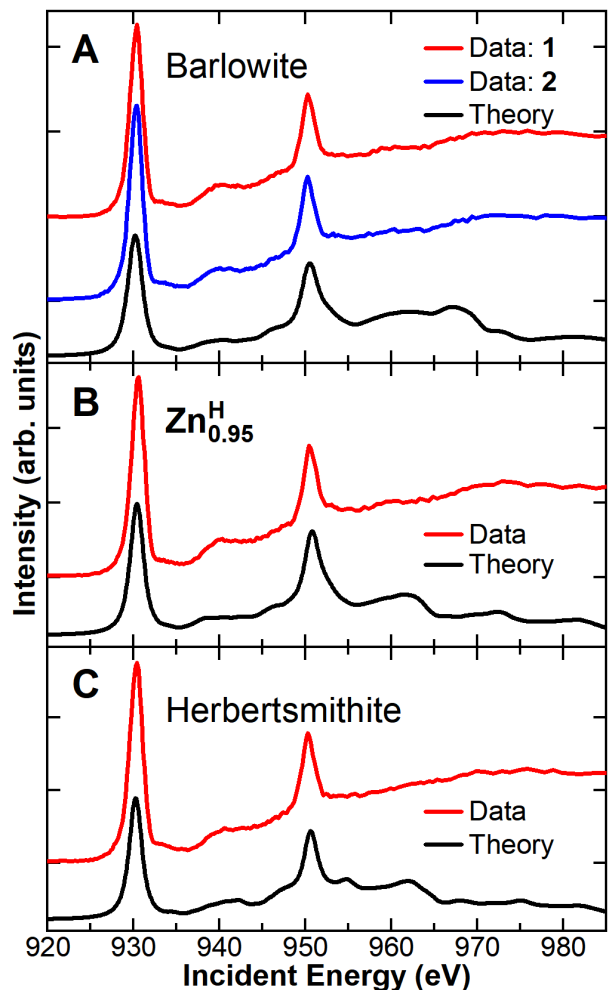 A
Barlowite
Data: 1
Data: 2
Theory
B
Zn^H_0.95
Data
Theory
C
Herbertsmithite
Data
Theory
Intensity (arb. units)
920 930 940 950 960 970 980
Incident Energy (eV)